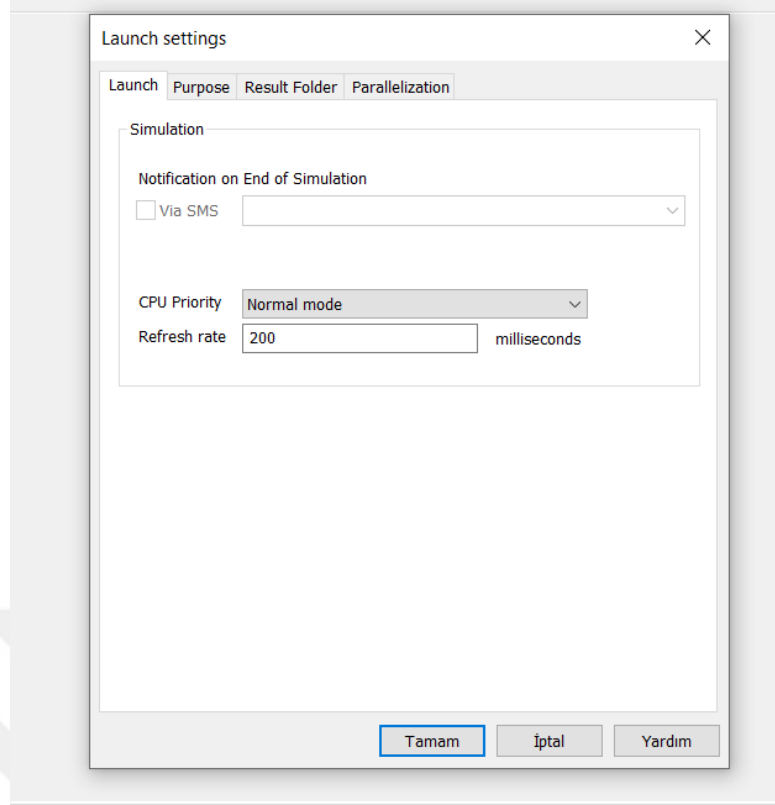 Launch settings
Launch Purpose Result Folder Parallelization
Simulation
Notification on End of Simulation
Via SMS
CPU Priority Normal mode
Refresh rate 200 milliseconds
Tamam İptal Yardım